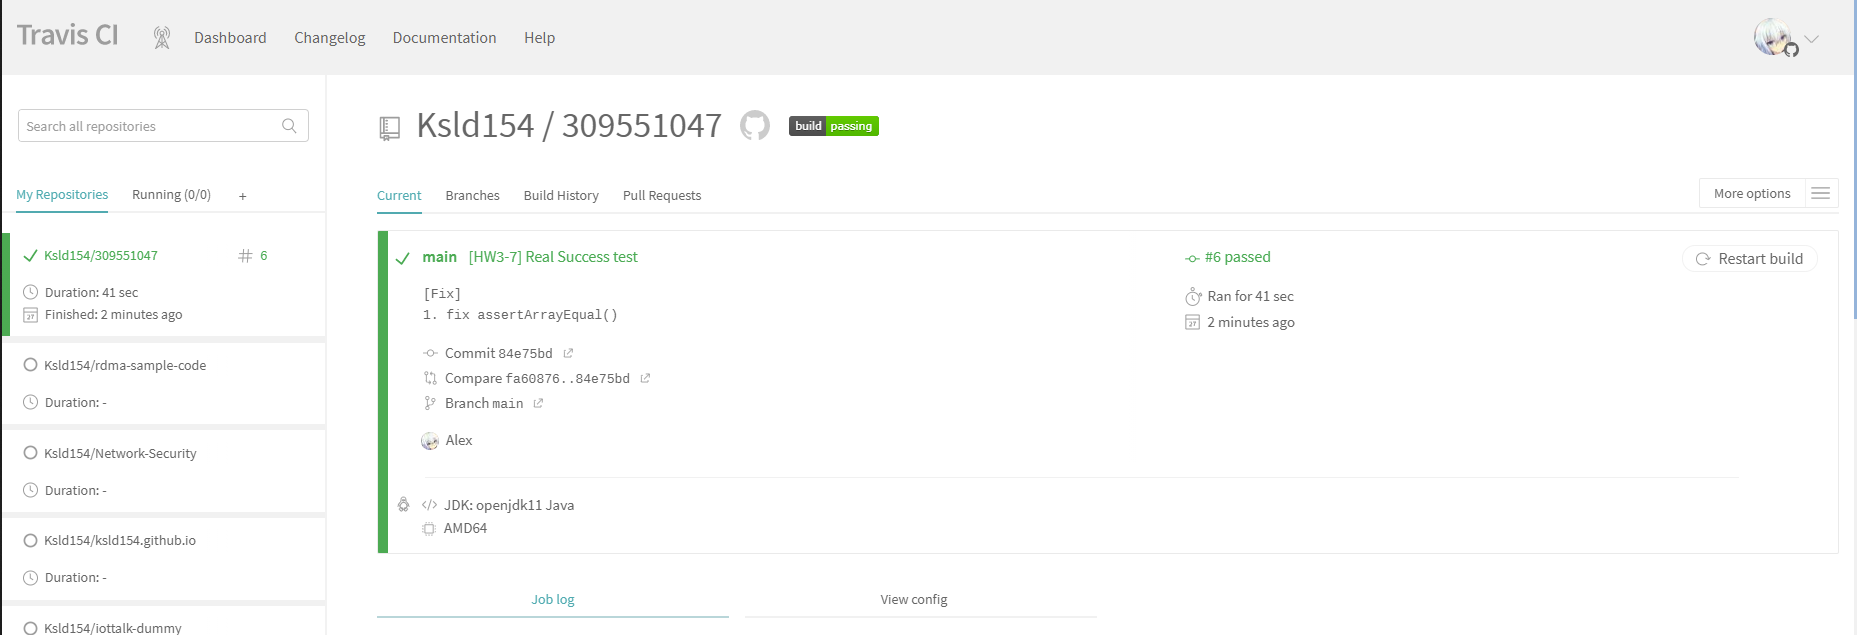 Travis CI Dashboard Changelog Documentation Help
Search all repositories
My Repositories Running (0/0) +
Ksld154/309551047 # 6
Duration: 41 sec
Finished: 2 minutes ago
Ksld154/rdma-sample-code
Duration: -
Ksld154/Network-Security
Duration: -
Ksld154/ksld154.github.io
Duration: -
Ksld154/iottalk-dummy
Ksld154 / 309551047 build passing
Current Branches Build History Pull Requests More options
main [HW3-7] Real Success test
[Fix]
1. fix assertArrayEqual()
Commit 84e75bd
Compare fa60876..84e75bd
Branch main
Alex
#6 passed
Ran for 41 sec
27 2 minutes ago
Restart build
</> JDK: openjdk11 Java
AMD64
Job log View config